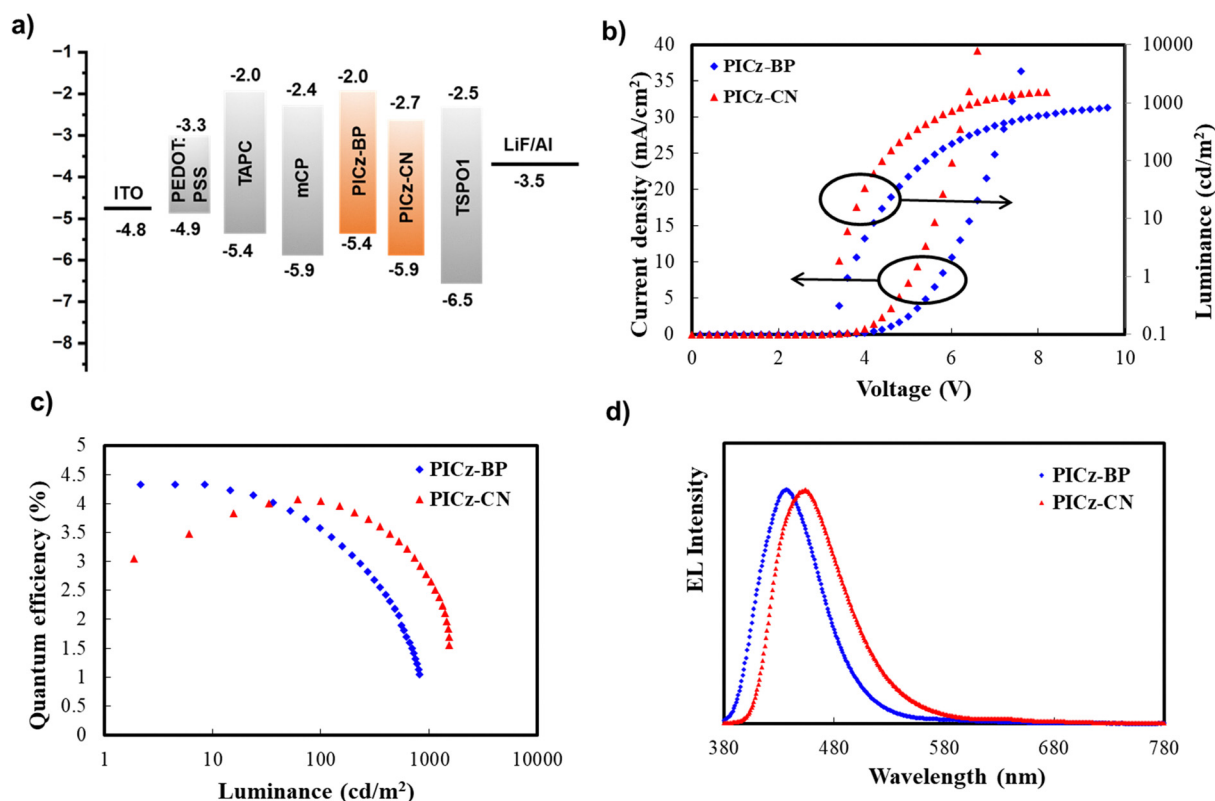 a)
−1
−2
−3
−4
−5
−6
−7
−8
ITO
-4.8
-3.3
PEDOT:
PSS
-4.9
-2.0
TAPC
-5.4
-2.4
mCP
-5.9
-2.0
PICz-BP
-5.4
-2.7
PICz-CN
-5.9
-2.5
TSPO1
-6.5
LiF/Al
-3.5
b)
Current density (mA/cm²)
40
35
30
25
20
15
10
5
0
PICz-BP
PICz-CN
10000
1000
100
10
1
0.1
Luminance (cd/m²)
0 2 4 6 8 10
Voltage (V)
c)
Quantum efficiency (%)
5
4.5
4
3.5
3
2.5
2
1.5
1
0.5
0
PICz-BP
PICz-CN
1 10 100 1000 10000
Luminance (cd/m²)
d)
EL Intensity
PICz-BP
PICz-CN
380 480 580 680 780
Wavelength (nm)